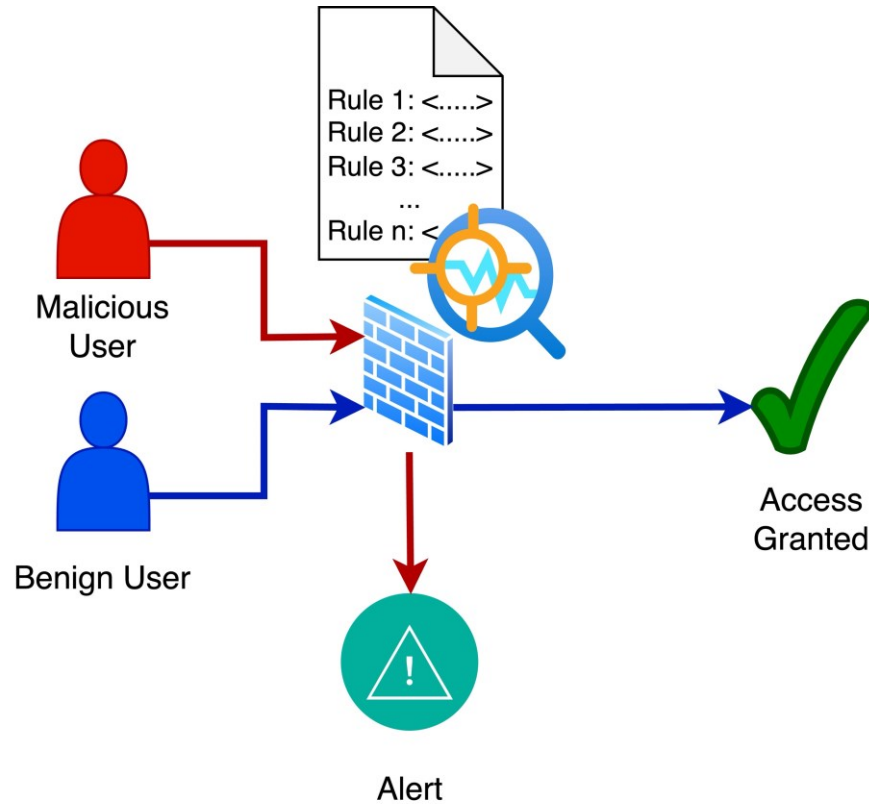 Rule 1: <.....>
Rule 2: <.....>
Rule 3: <.....>
...
Rule n: <
Malicious
User
Benign User
Access
Granted
Alert
!